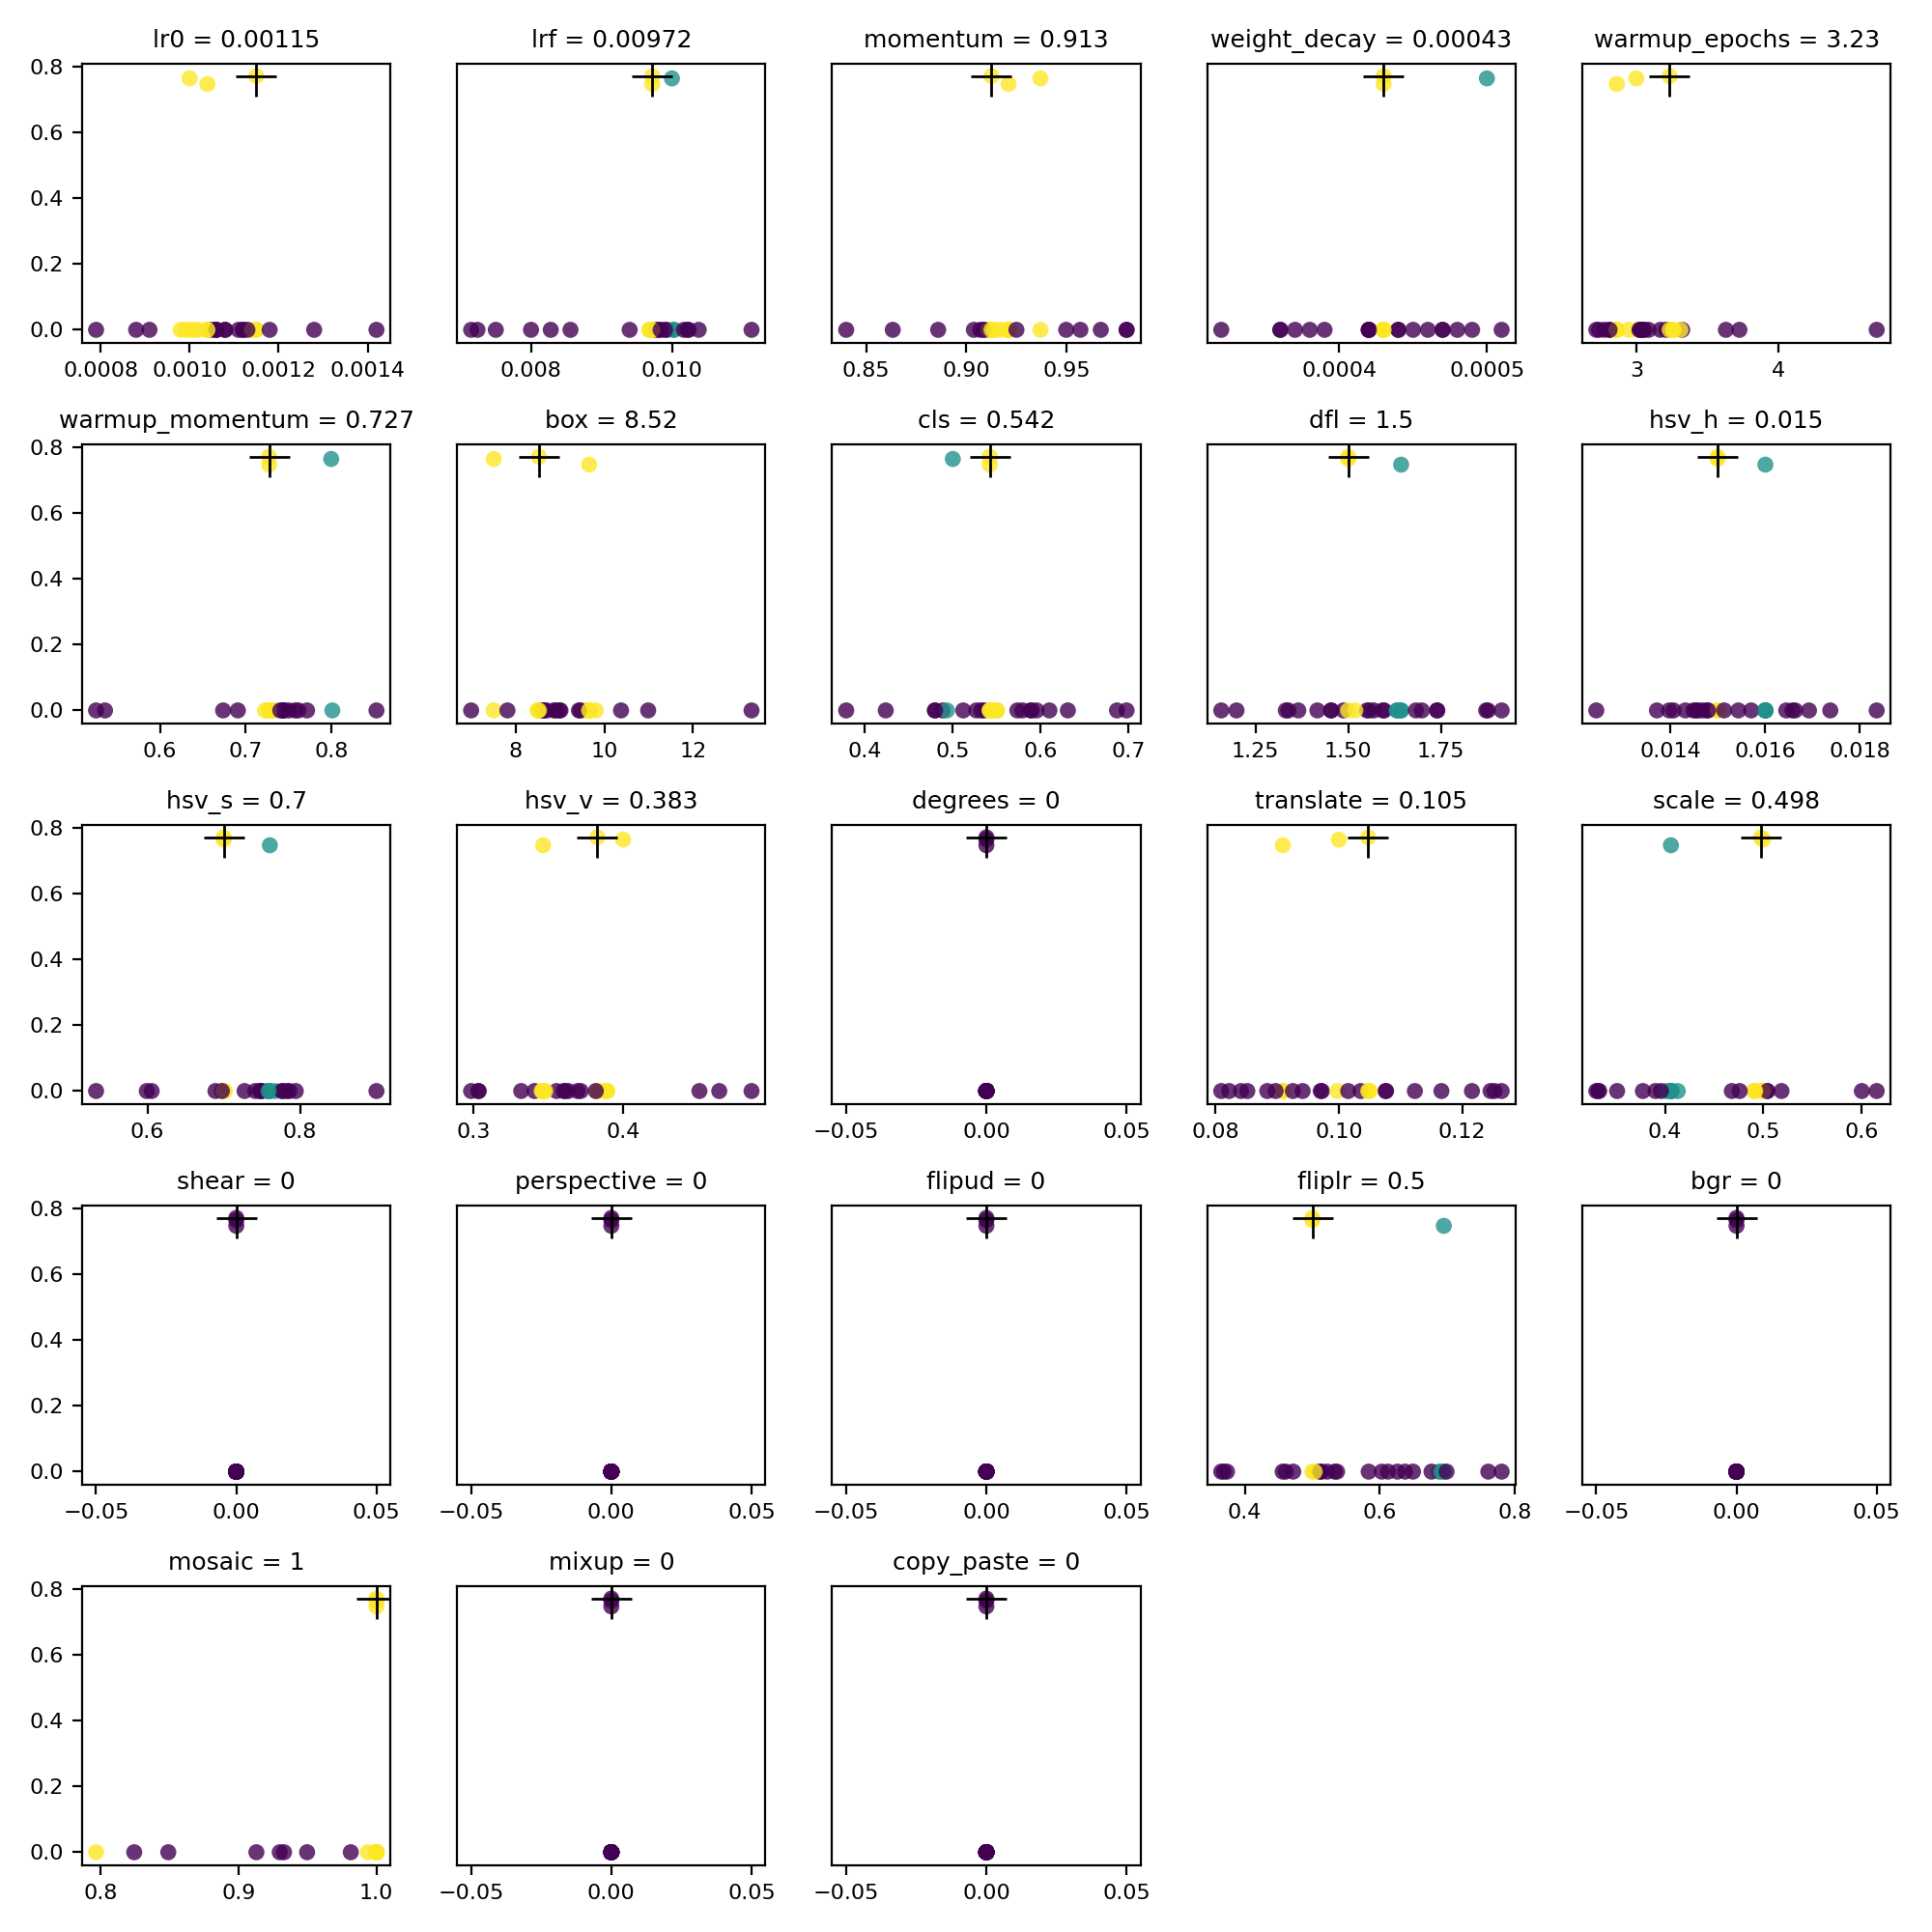 lr0 = 0.00115 lrf = 0.00972 momentum = 0.913 weight_decay = 0.00043 warmup_epochs = 3.23
0.8
0.6
0.4
0.2
0.0
0.0008 0.0010 0.0012 0.0014 0.008 0.010 0.85 0.90 0.95 0.0004 0.0005 3 4
warmup_momentum = 0.727 box = 8.52 cls = 0.542 dfl = 1.5 hsv_h = 0.015
0.8
0.6
0.4
0.2
0.0
0.6 0.7 0.8 8 10 12 0.4 0.5 0.6 0.7 1.25 1.50 1.75 0.014 0.016 0.018
hsv_s = 0.7 hsv_v = 0.383 degrees = 0 translate = 0.105 scale = 0.498
0.8
0.6
0.4
0.2
0.0
0.6 0.8 0.3 0.4 −0.05 0.00 0.05 0.08 0.10 0.12 0.4 0.5 0.6
shear = 0 perspective = 0 flipud = 0 fliplr = 0.5 bgr = 0
0.8
0.6
0.4
0.2
0.0
−0.05 0.00 0.05 −0.05 0.00 0.05 −0.05 0.00 0.05 0.4 0.6 0.8 −0.05 0.00 0.05
mosaic = 1 mixup = 0 copy_paste = 0
0.8
0.6
0.4
0.2
0.0
0.8 0.9 1.0 −0.05 0.00 0.05 −0.05 0.00 0.05